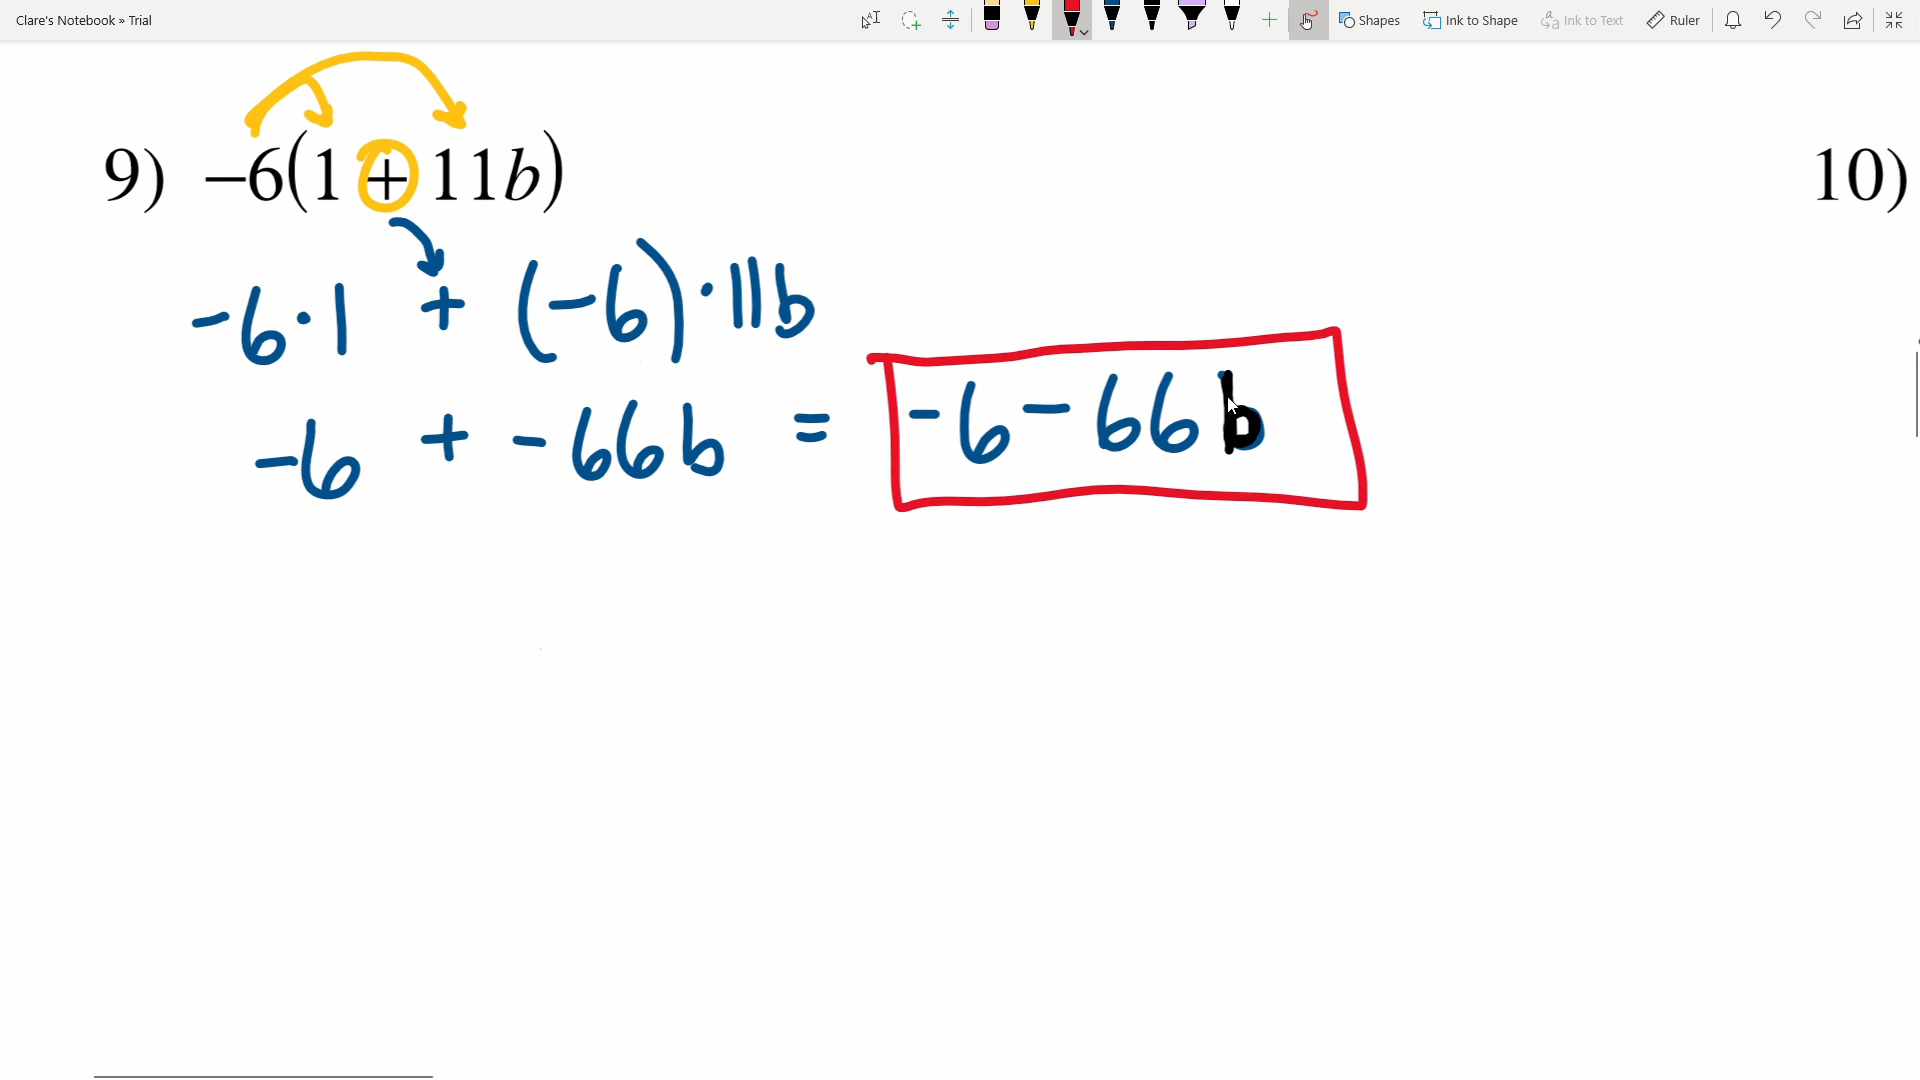 Clare's Notebook » Trial
Shapes Ink to Shape Ink to Text Ruler
9) −6(1 + 11b)
10)
-6·1 + (-6)·11b
-6 + -66b = -6-66b